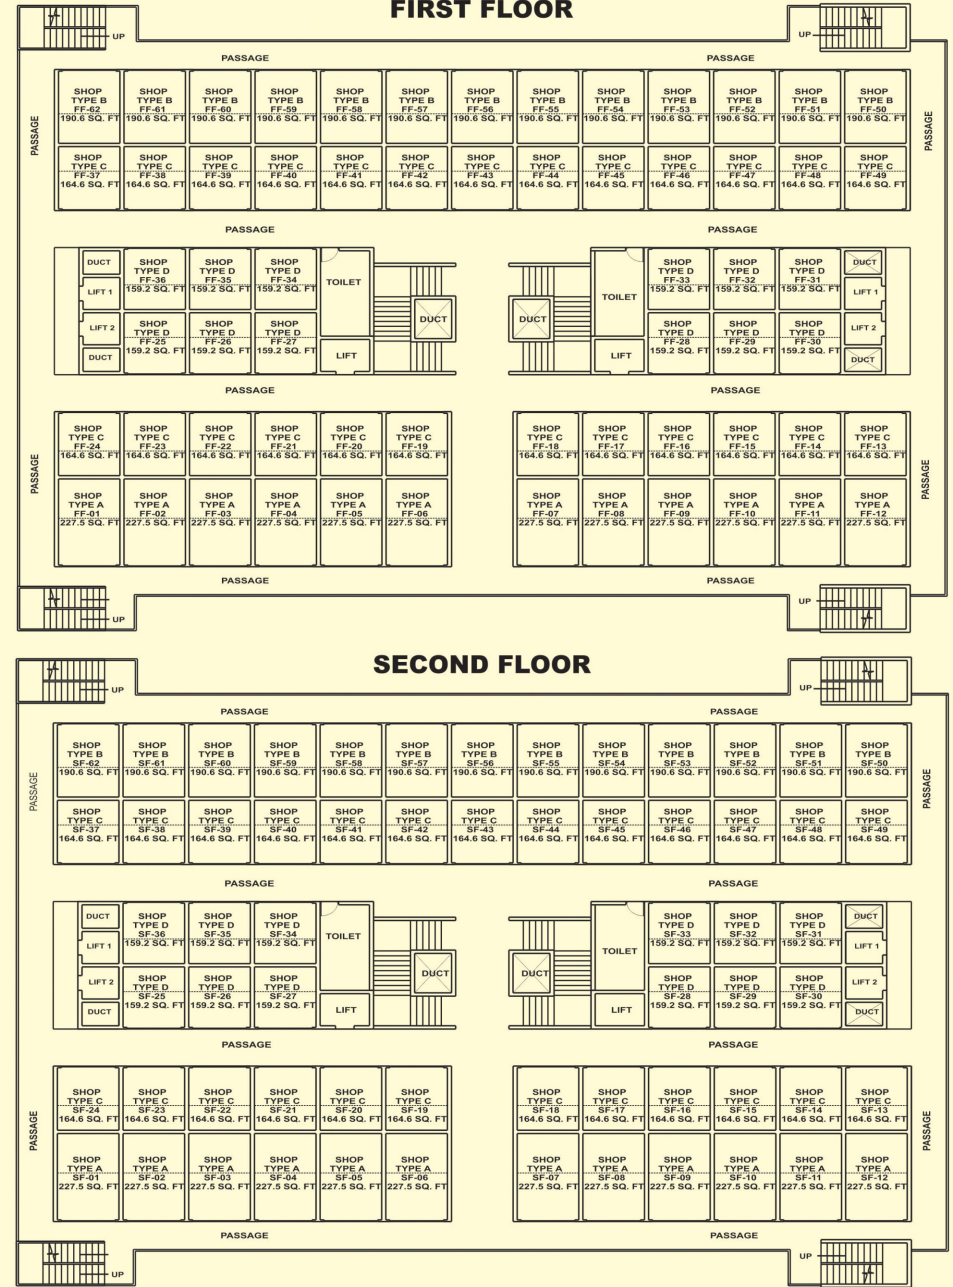 FIRST FLOOR
UP UP
PASSAGE PASSAGE
PASSAGE PASSAGE
SHOP SHOP SHOP SHOP SHOP SHOP SHOP SHOP SHOP SHOP SHOP SHOP SHOP
TYPE B TYPE B TYPE B TYPE B TYPE B TYPE B TYPE B TYPE B TYPE B TYPE B TYPE B TYPE B TYPE B
FF-62 FF-61 FF-60 FF-59 FF-58 FF-57 FF-56 FF-55 FF-54 FF-53 FF-52 FF-51 FF-50
190.6 SQ. FT 190.6 SQ. FT 190.6 SQ. FT 190.6 SQ. FT 190.6 SQ. FT 190.6 SQ. FT 190.6 SQ. FT 190.6 SQ. FT 190.6 SQ. FT 190.6 SQ. FT 190.6 SQ. FT 190.6 SQ. FT 190.6 SQ. FT
SHOP SHOP SHOP SHOP SHOP SHOP SHOP SHOP SHOP SHOP SHOP SHOP SHOP
TYPE C TYPE C TYPE C TYPE C TYPE C TYPE C TYPE C TYPE C TYPE C TYPE C TYPE C TYPE C TYPE C
FF-37 FF-38 FF-39 FF-40 FF-41 FF-42 FF-43 FF-44 FF-45 FF-46 FF-47 FF-48 FF-49
164.6 SQ. FT 164.6 SQ. FT 164.6 SQ. FT 164.6 SQ. FT 164.6 SQ. FT 164.6 SQ. FT 164.6 SQ. FT 164.6 SQ. FT 164.6 SQ. FT 164.6 SQ. FT 164.6 SQ. FT 164.6 SQ. FT 164.6 SQ. FT
PASSAGE PASSAGE
DUCT SHOP SHOP SHOP SHOP SHOP SHOP DUCT
TYPE D TYPE D TYPE D TYPE D TYPE D TYPE D
FF-36 FF-35 FF-34 TOILET FF-33 FF-32 FF-31
LIFT 1 159.2 SQ. FT 159.2 SQ. FT 159.2 SQ. FT TOILET 159.2 SQ. FT 159.2 SQ. FT 159.2 SQ. FT LIFT 1
DUCT DUCT
LIFT 2 SHOP SHOP SHOP SHOP SHOP SHOP LIFT 2
TYPE D TYPE D TYPE D TYPE D TYPE D TYPE D
FF-25 FF-26 FF-27 FF-28 FF-29 FF-30
DUCT 159.2 SQ. FT 159.2 SQ. FT 159.2 SQ. FT LIFT LIFT 159.2 SQ. FT 159.2 SQ. FT 159.2 SQ. FT DUCT
PASSAGE PASSAGE
PASSAGE PASSAGE
SHOP SHOP SHOP SHOP SHOP SHOP SHOP SHOP SHOP SHOP SHOP SHOP
TYPE C TYPE C TYPE C TYPE C TYPE C TYPE C TYPE C TYPE C TYPE C TYPE C TYPE C TYPE C
FF-24 FF-23 FF-22 FF-21 FF-20 FF-19 FF-18 FF-17 FF-16 FF-15 FF-14 FF-13
164.6 SQ. FT 164.6 SQ. FT 164.6 SQ. FT 164.6 SQ. FT 164.6 SQ. FT 164.6 SQ. FT 164.6 SQ. FT 164.6 SQ. FT 164.6 SQ. FT 164.6 SQ. FT 164.6 SQ. FT 164.6 SQ. FT
SHOP SHOP SHOP SHOP SHOP SHOP SHOP SHOP SHOP SHOP SHOP SHOP
TYPE A TYPE A TYPE A TYPE A TYPE A TYPE A TYPE A TYPE A TYPE A TYPE A TYPE A TYPE A
FF-01 FF-02 FF-03 FF-04 FF-05 FF-06 FF-07 FF-08 FF-09 FF-10 FF-11 FF-12
227.5 SQ. FT 227.5 SQ. FT 227.5 SQ. FT 227.5 SQ. FT 227.5 SQ. FT 227.5 SQ. FT 227.5 SQ. FT 227.5 SQ. FT 227.5 SQ. FT 227.5 SQ. FT 227.5 SQ. FT 227.5 SQ. FT
PASSAGE PASSAGE
UP UP
SECOND FLOOR
UP UP
PASSAGE PASSAGE
PASSAGE PASSAGE
SHOP SHOP SHOP SHOP SHOP SHOP SHOP SHOP SHOP SHOP SHOP SHOP SHOP
TYPE B TYPE B TYPE B TYPE B TYPE B TYPE B TYPE B TYPE B TYPE B TYPE B TYPE B TYPE B TYPE B
SF-62 SF-61 SF-60 SF-59 SF-58 SF-57 SF-56 SF-55 SF-54 SF-53 SF-52 SF-51 SF-50
190.6 SQ. FT 190.6 SQ. FT 190.6 SQ. FT 190.6 SQ. FT 190.6 SQ. FT 190.6 SQ. FT 190.6 SQ. FT 190.6 SQ. FT 190.6 SQ. FT 190.6 SQ. FT 190.6 SQ. FT 190.6 SQ. FT 190.6 SQ. FT
SHOP SHOP SHOP SHOP SHOP SHOP SHOP SHOP SHOP SHOP SHOP SHOP SHOP
TYPE C TYPE C TYPE C TYPE C TYPE C TYPE C TYPE C TYPE C TYPE C TYPE C TYPE C TYPE C TYPE C
SF-37 SF-38 SF-39 SF-40 SF-41 SF-42 SF-43 SF-44 SF-45 SF-46 SF-47 SF-48 SF-49
164.6 SQ. FT 164.6 SQ. FT 164.6 SQ. FT 164.6 SQ. FT 164.6 SQ. FT 164.6 SQ. FT 164.6 SQ. FT 164.6 SQ. FT 164.6 SQ. FT 164.6 SQ. FT 164.6 SQ. FT 164.6 SQ. FT 164.6 SQ. FT
PASSAGE PASSAGE
DUCT SHOP SHOP SHOP SHOP SHOP SHOP DUCT
TYPE D TYPE D TYPE D TYPE D TYPE D TYPE D
SF-36 SF-35 SF-34 TOILET SF-33 SF-32 SF-31
LIFT 1 159.2 SQ. FT 159.2 SQ. FT 159.2 SQ. FT TOILET 159.2 SQ. FT 159.2 SQ. FT 159.2 SQ. FT LIFT 1
DUCT DUCT
LIFT 2 SHOP SHOP SHOP SHOP SHOP SHOP LIFT 2
TYPE D TYPE D TYPE D TYPE D TYPE D TYPE D
SF-25 SF-26 SF-27 SF-28 SF-29 SF-30
DUCT 159.2 SQ. FT 159.2 SQ. FT 159.2 SQ. FT LIFT LIFT 159.2 SQ. FT 159.2 SQ. FT 159.2 SQ. FT DUCT
PASSAGE PASSAGE
PASSAGE PASSAGE
SHOP SHOP SHOP SHOP SHOP SHOP SHOP SHOP SHOP SHOP SHOP SHOP
TYPE C TYPE C TYPE C TYPE C TYPE C TYPE C TYPE C TYPE C TYPE C TYPE C TYPE C TYPE C
SF-24 SF-23 SF-22 SF-21 SF-20 SF-19 SF-18 SF-17 SF-16 SF-15 SF-14 SF-13
164.6 SQ. FT 164.6 SQ. FT 164.6 SQ. FT 164.6 SQ. FT 164.6 SQ. FT 164.6 SQ. FT 164.6 SQ. FT 164.6 SQ. FT 164.6 SQ. FT 164.6 SQ. FT 164.6 SQ. FT 164.6 SQ. FT
SHOP SHOP SHOP SHOP SHOP SHOP SHOP SHOP SHOP SHOP SHOP SHOP
TYPE A TYPE A TYPE A TYPE A TYPE A TYPE A TYPE A TYPE A TYPE A TYPE A TYPE A TYPE A
SF-01 SF-02 SF-03 SF-04 SF-05 SF-06 SF-07 SF-08 SF-09 SF-10 SF-11 SF-12
227.5 SQ. FT 227.5 SQ. FT 227.5 SQ. FT 227.5 SQ. FT 227.5 SQ. FT 227.5 SQ. FT 227.5 SQ. FT 227.5 SQ. FT 227.5 SQ. FT 227.5 SQ. FT 227.5 SQ. FT 227.5 SQ. FT
PASSAGE PASSAGE
UP UP